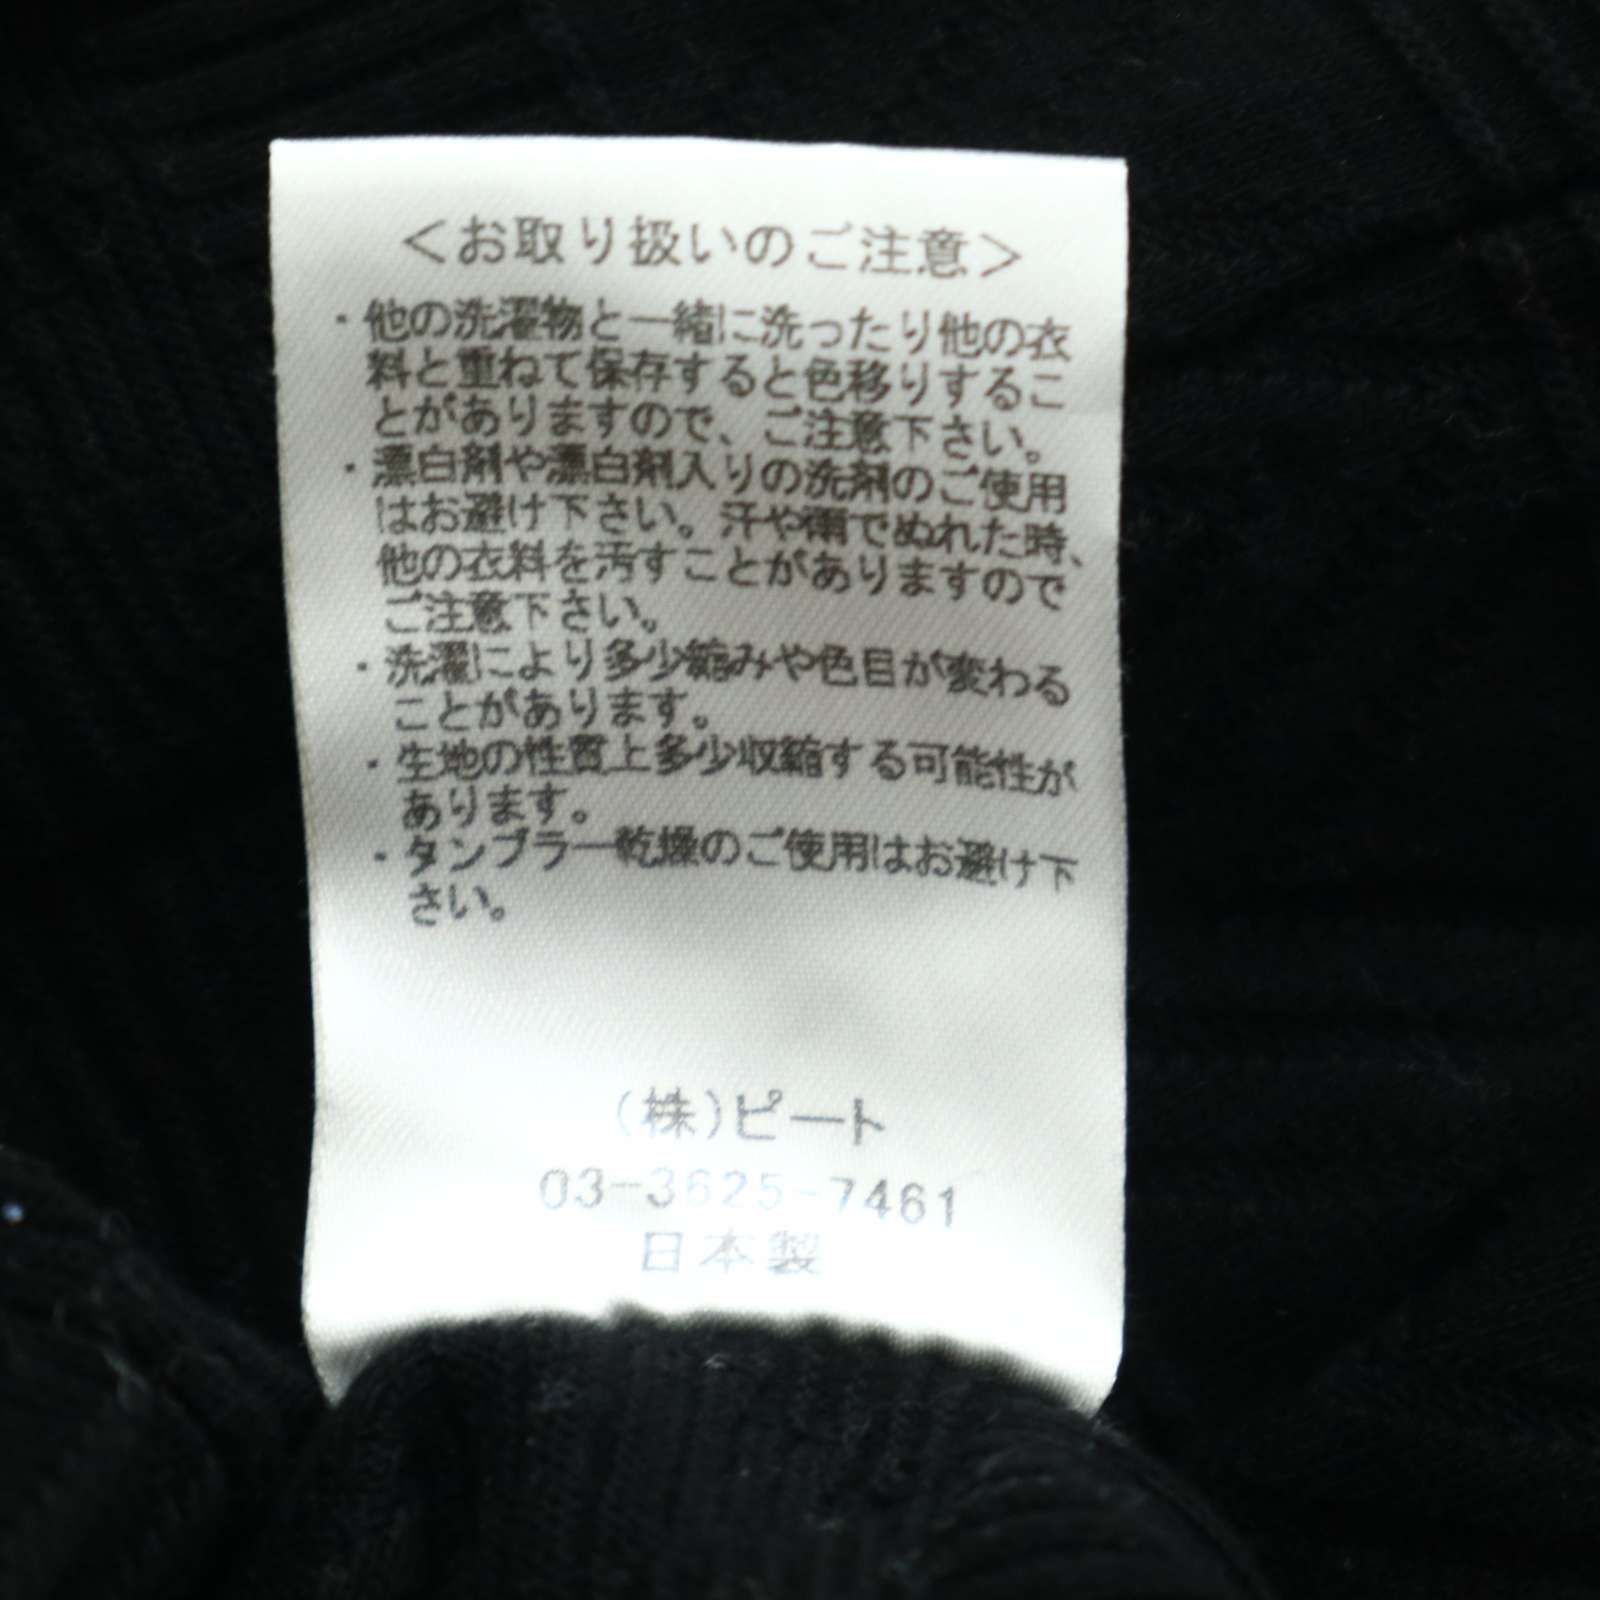 ＜お取り扱いのご注意＞
・他の洗濯物と一緒に洗ったり他の衣
料と重ねて保存すると色移りするこ
とがありますので、ご注意下さい。
・漂白剤や漂白剤入りの洗剤のご使用
はお避け下さい。汗や雨でぬれた時、
他の衣料を汚すことがありますので
ご注意下さい。
・洗濯により多少縮みや色目が変わる
ことがあります。
・生地の性質上多少収縮する可能性が
あります。
・タンブラー乾燥のご使用はお避け下
さい。
(株)ピート
03-3625-7461
日本製